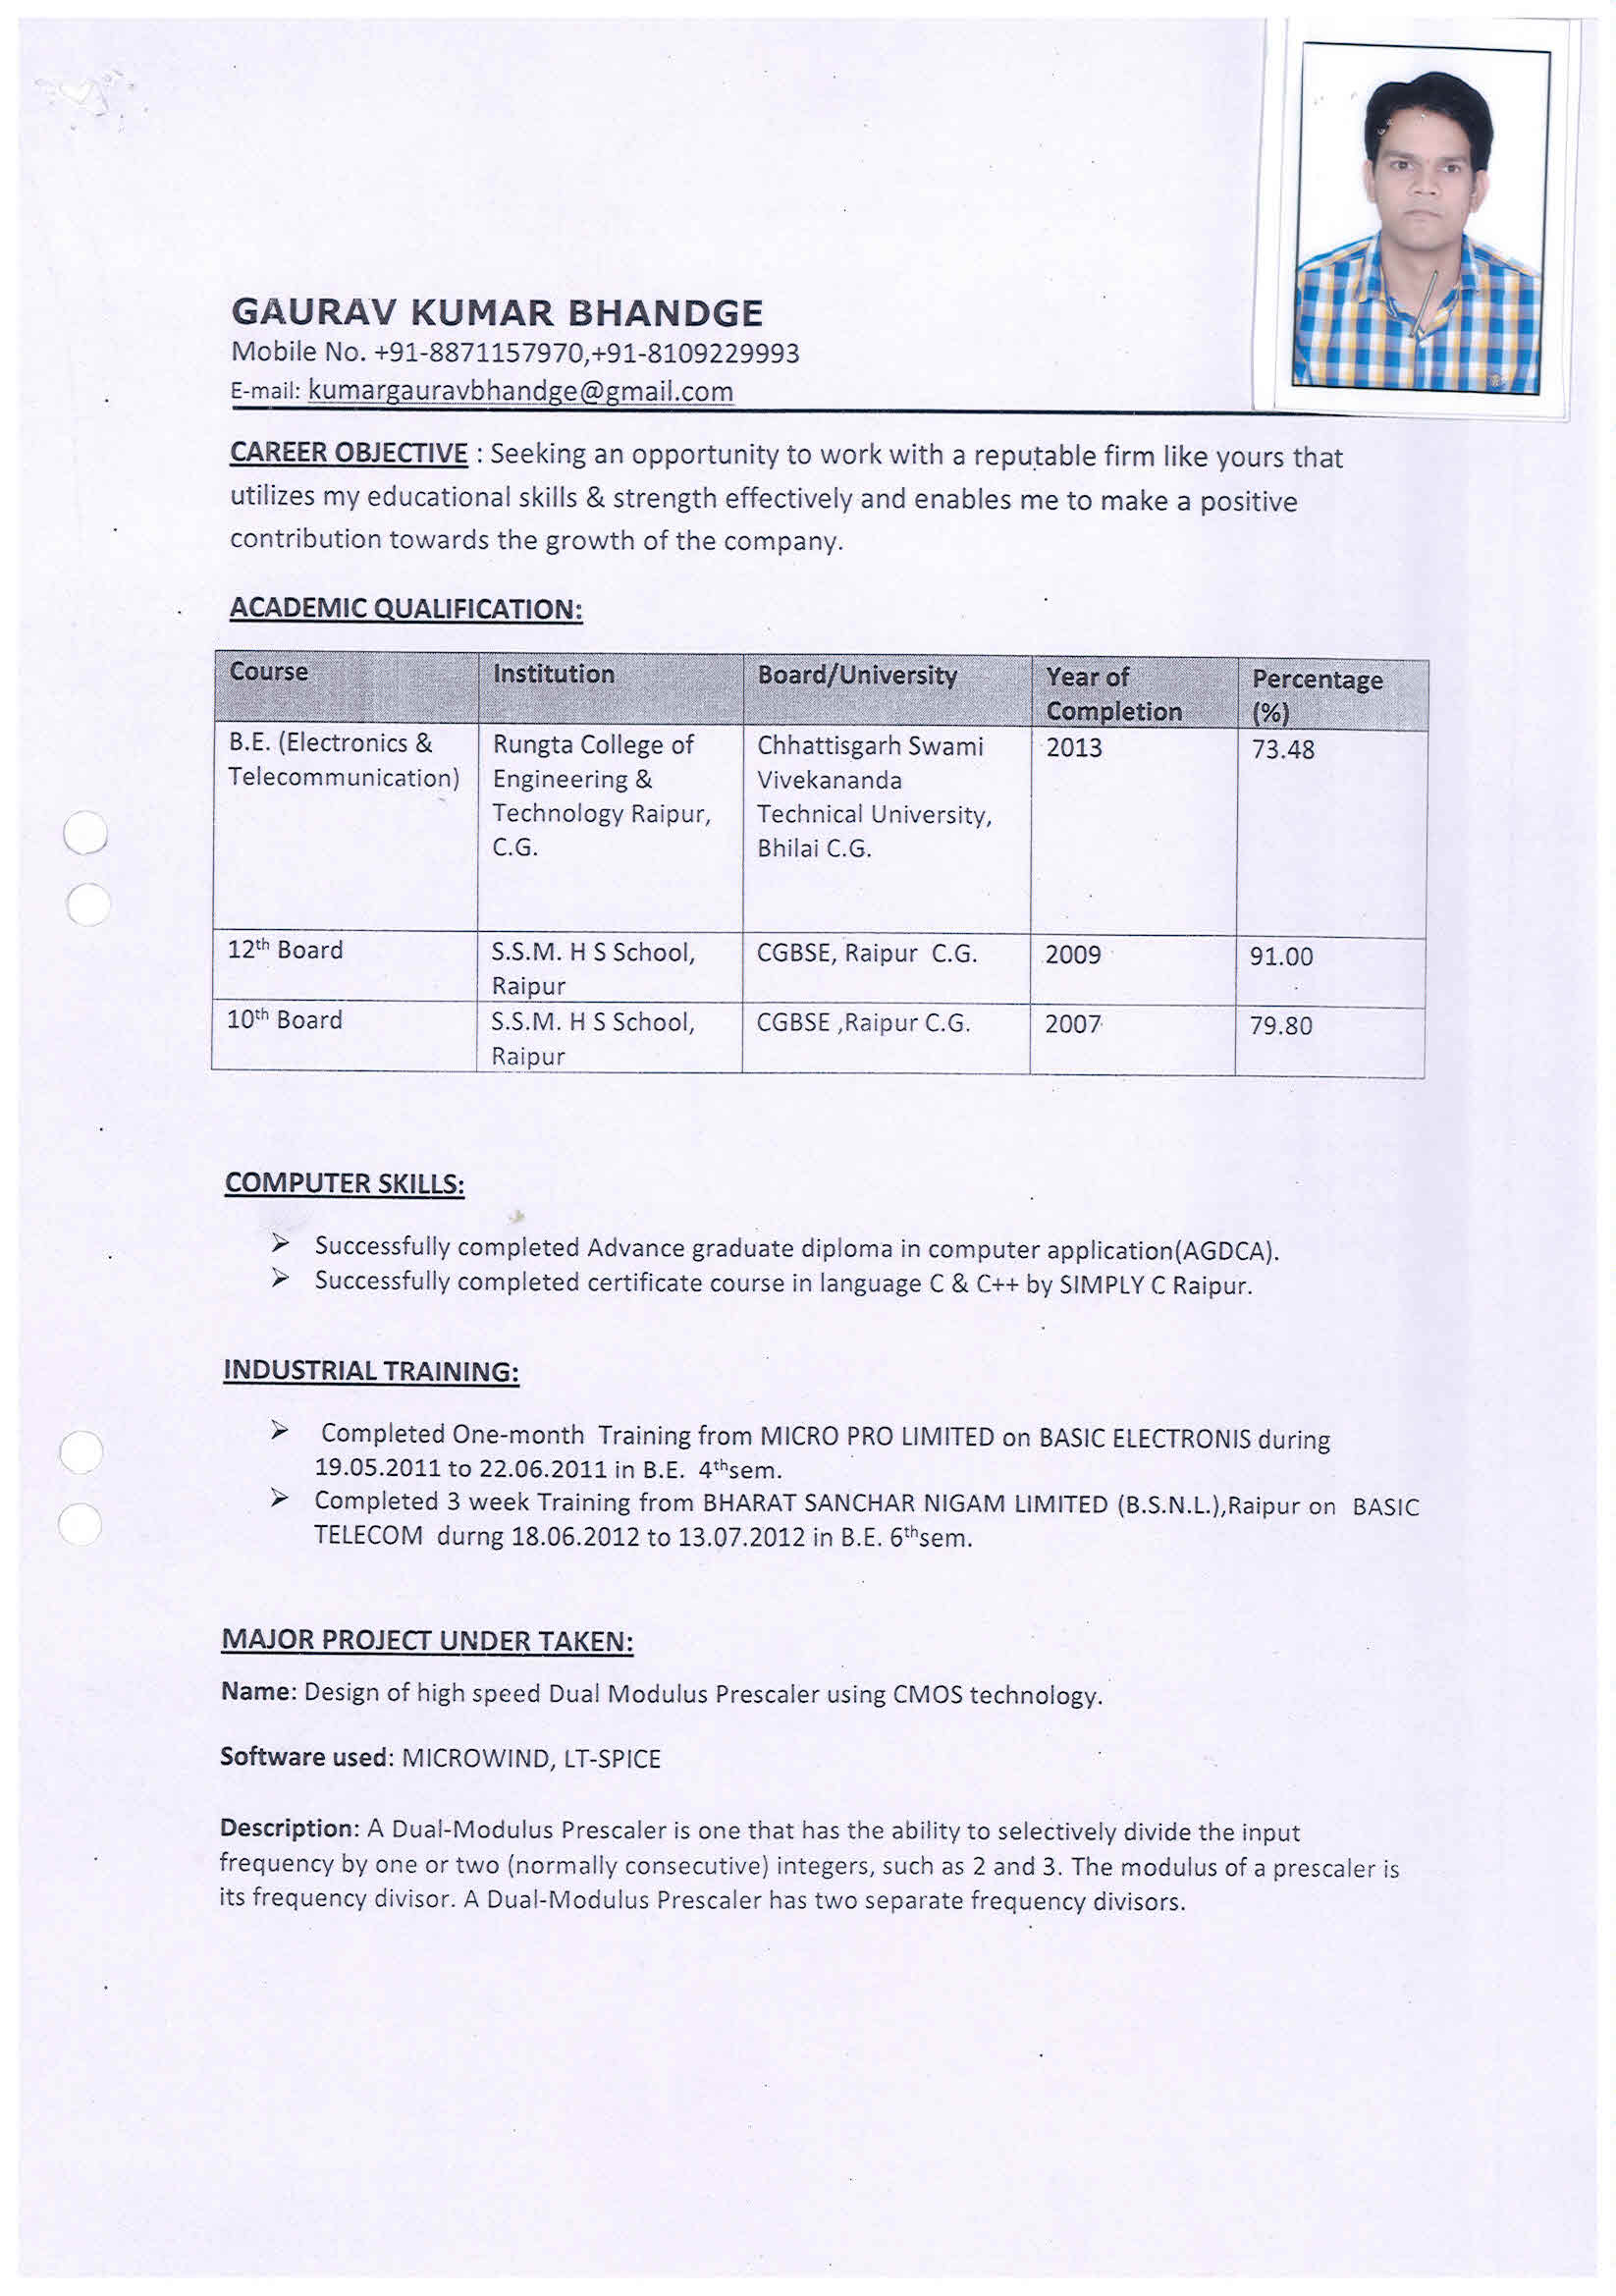 GAURAV KUMAR BHANDGE
Mobile No. +91-8871157970,+91-8109229993
E-mail: kumargauravbhandge@gmail.com
CAREER OBJECTIVE : Seeking an opportunity to work with a reputable firm like yours that
utilizes my educational skills & strength effectively and enables me to make a positive
contribution towards the growth of the company.
ACADEMIC QUALIFICATION:
Course Institution Board/University Year of Completion Percentage (%)
B.E. (Electronics & Telecommunication) Rungta College of Engineering & Technology Raipur, C.G. Chhattisgarh Swami Vivekananda Technical University, Bhilai C.G. 2013 73.48
12th Board S.S.M. H S School, Raipur CGBSE, Raipur C.G. 2009 91.00
10th Board S.S.M. H S School, Raipur CGBSE ,Raipur C.G. 2007 79.80
COMPUTER SKILLS:
➢ Successfully completed Advance graduate diploma in computer application(AGDCA).
➢ Successfully completed certificate course in language C & C++ by SIMPLY C Raipur.
INDUSTRIAL TRAINING:
➢ Completed One-month Training from MICRO PRO LIMITED on BASIC ELECTRONIS during
19.05.2011 to 22.06.2011 in B.E. 4thsem.
➢ Completed 3 week Training from BHARAT SANCHAR NIGAM LIMITED (B.S.N.L.),Raipur on BASIC
TELECOM durng 18.06.2012 to 13.07.2012 in B.E. 6thsem.
MAJOR PROJECT UNDER TAKEN:
Name: Design of high speed Dual Modulus Prescaler using CMOS technology.
Software used: MICROWIND, LT-SPICE
Description: A Dual-Modulus Prescaler is one that has the ability to selectively divide the input
frequency by one or two (normally consecutive) integers, such as 2 and 3. The modulus of a prescaler is
its frequency divisor. A Dual-Modulus Prescaler has two separate frequency divisors.